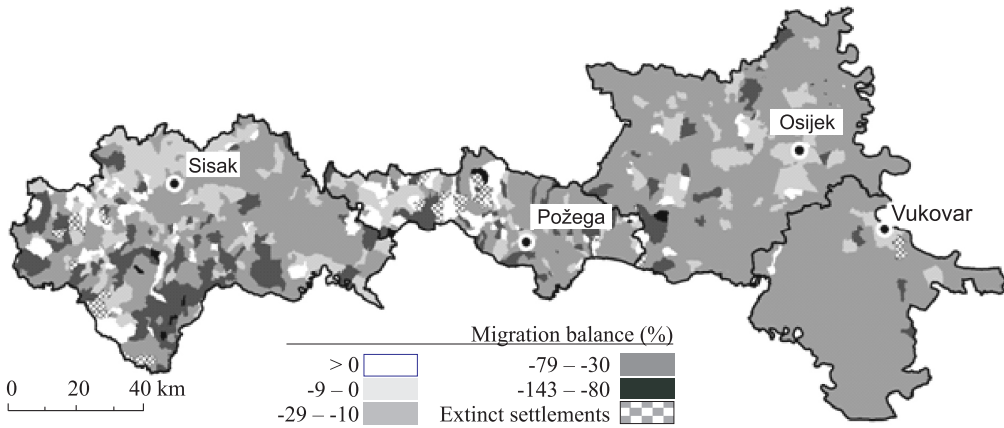 Osijek
Sisak
Požega
Vukovar
Migration balance (%)
> 0
-79 – -30
0 20 40 km
-9 – 0
-143 – -80
-29 – -10
Extinct settlements